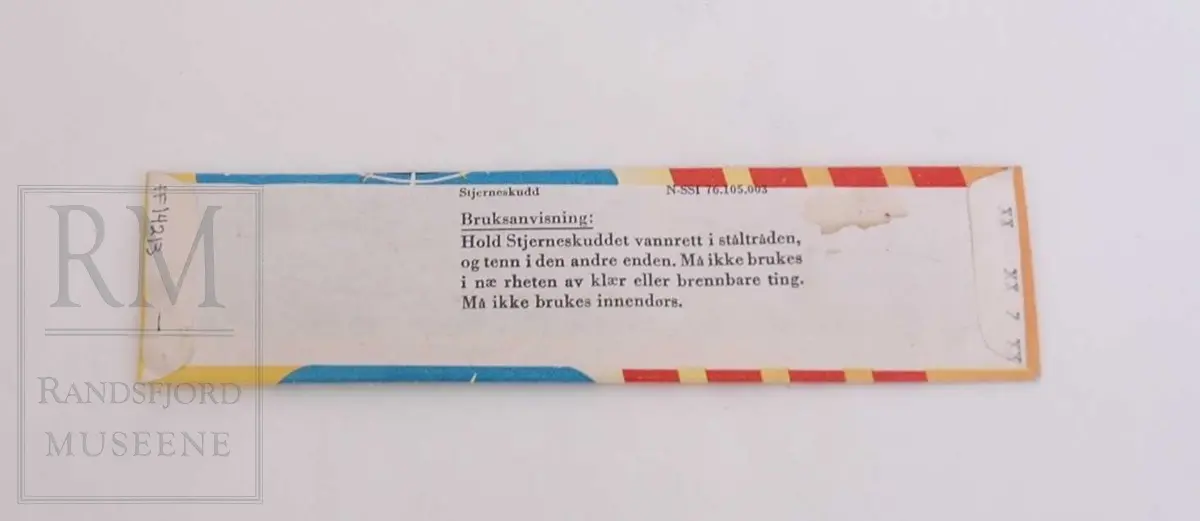 Stjerneskudd N-SSI 76.105.003
Bruksanvisning:
Hold Stjerneskuddet vannrett i ståltråden,
og tenn i den andre enden. Må ikke brukes
i næ rheten av klær eller brennbare ting.
Må ikke brukes innendørs.
RM
RANDSFJORD
MUSEENE